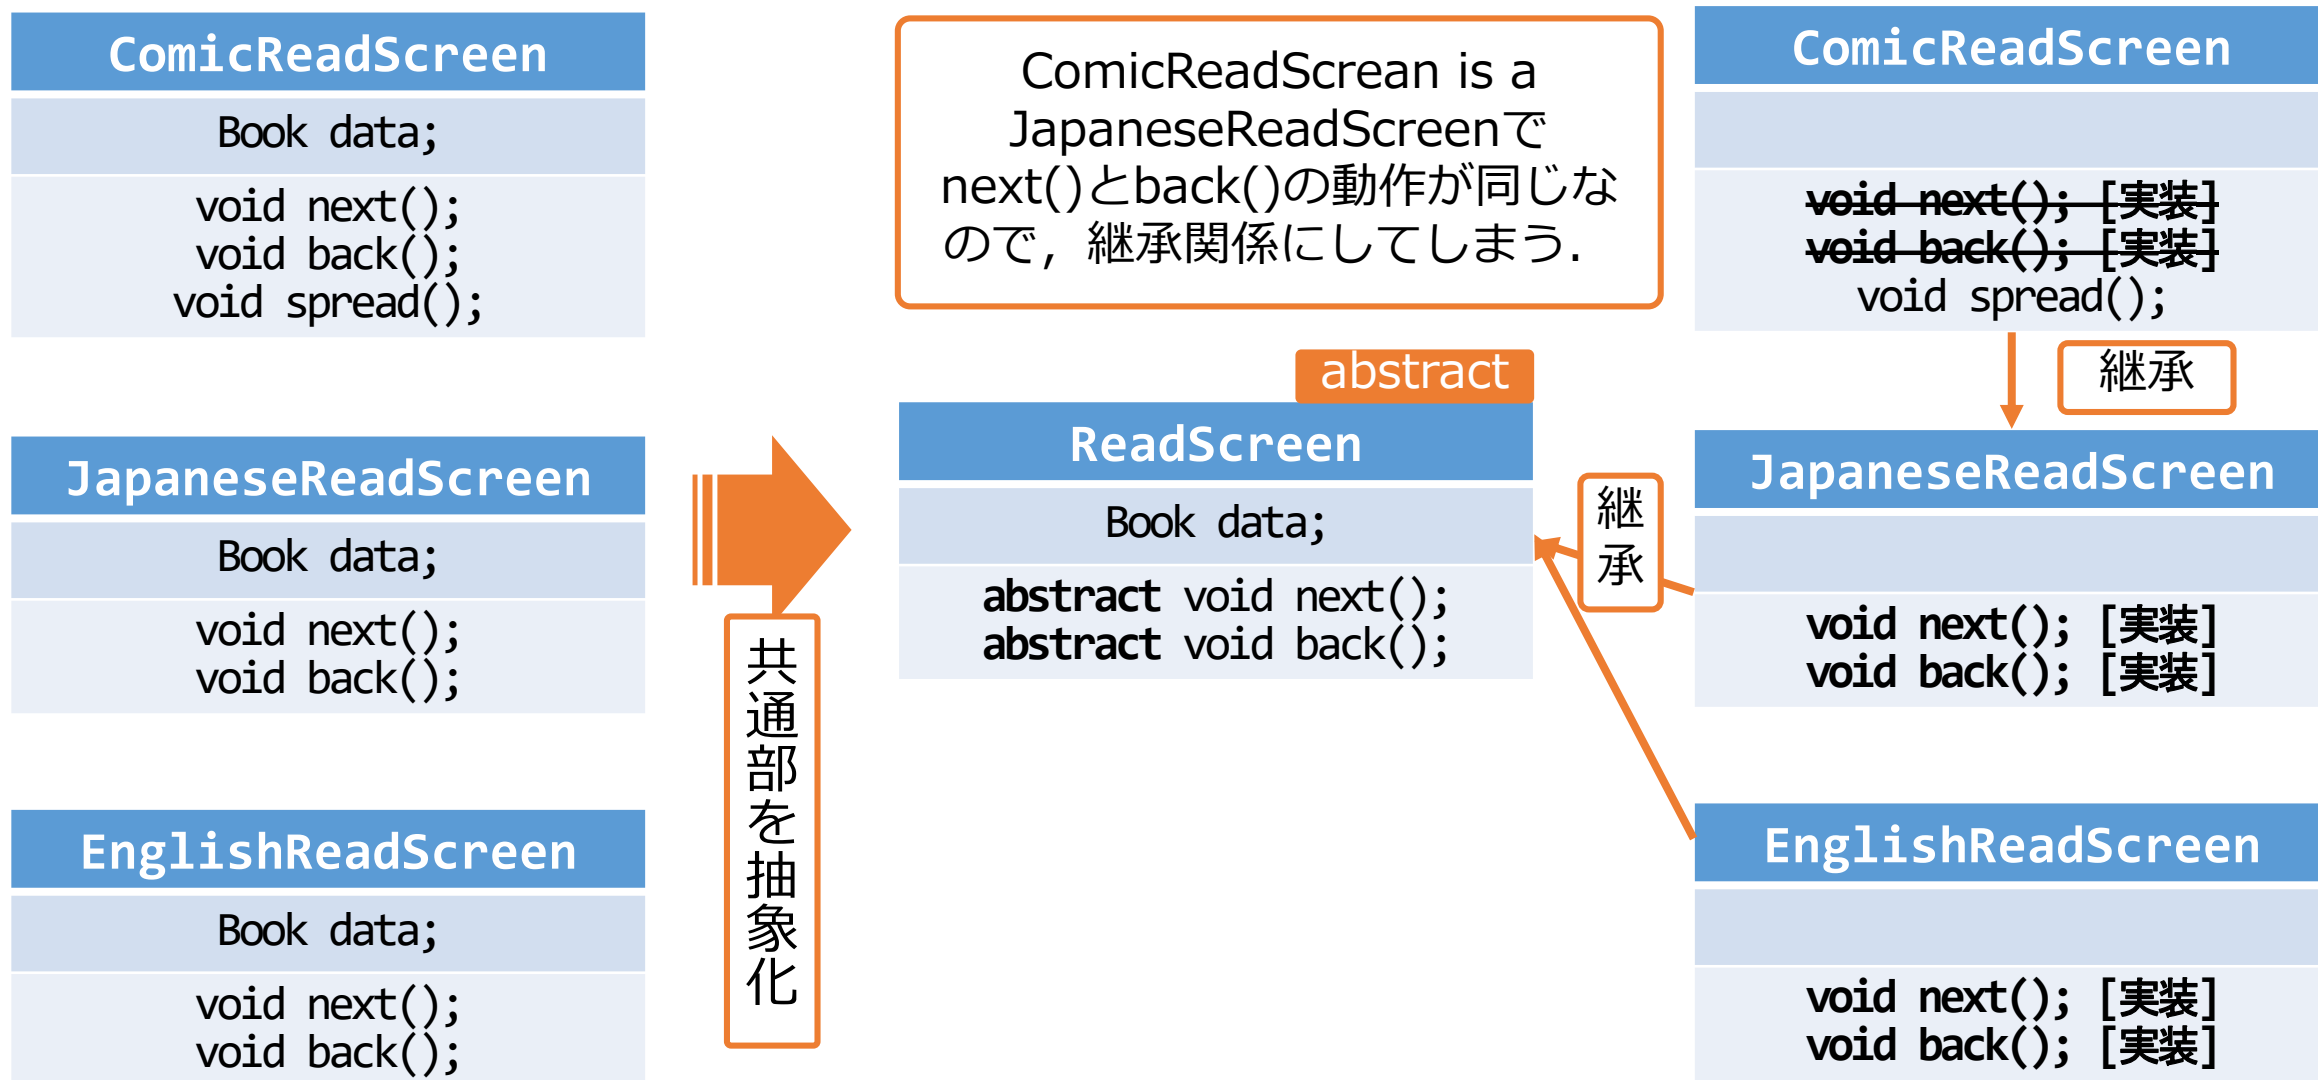 ComicReadScreen
Book data;
void next();
void back();
void spread();
JapaneseReadScreen
Book data;
void next();
void back();
EnglishReadScreen
Book data;
void next();
void back();
共通部を抽象化
ComicReadScrean is a
JapaneseReadScreenで
next()とback()の動作が同じな
ので，継承関係にしてしまう．
abstract
ReadScreen
Book data;
abstract void next();
abstract void back();
継承
ComicReadScreen
void next(); [実装]
void back(); [実装]
void spread();
継承
JapaneseReadScreen
void next(); [実装]
void back(); [実装]
EnglishReadScreen
void next(); [実装]
void back(); [実装]